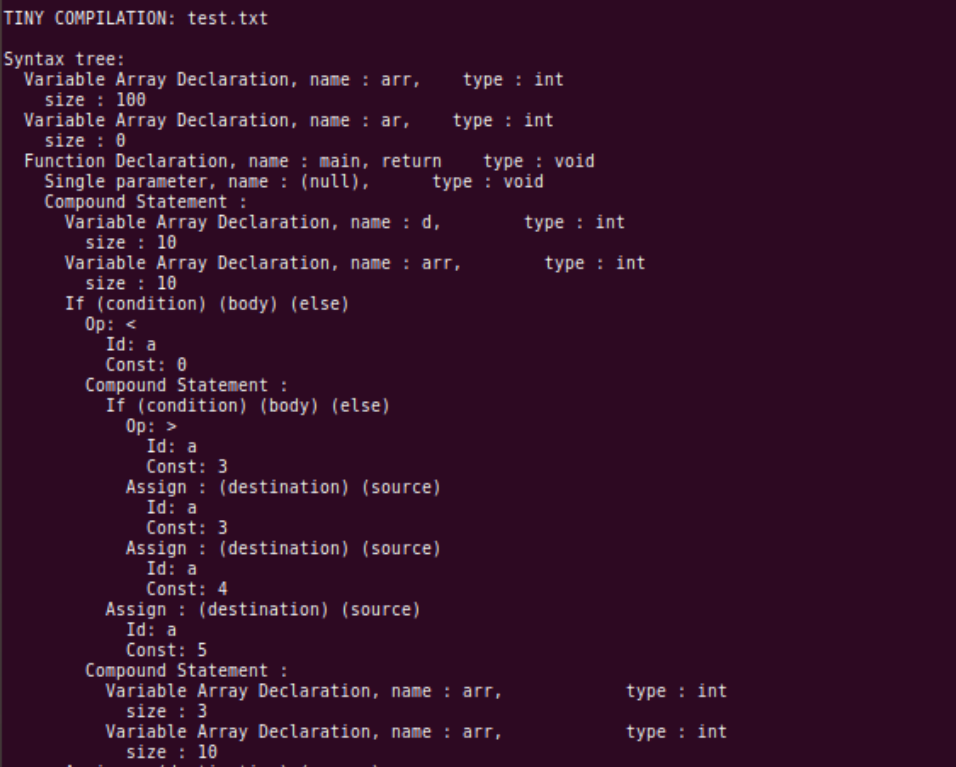 TINY COMPILATION: test.txt
Syntax tree:
Variable Array Declaration, name : arr, type : int
size : 100
Variable Array Declaration, name : ar, type : int
size : 0
Function Declaration, name : main, return type : void
Single parameter, name : (null), type : void
Compound Statement :
Variable Array Declaration, name : d, type : int
size : 10
Variable Array Declaration, name : arr, type : int
size : 10
If (condition) (body) (else)
Op: <
Id: a
Const: 0
Compound Statement :
If (condition) (body) (else)
Op: >
Id: a
Const: 3
Assign : (destination) (source)
Id: a
Const: 3
Assign : (destination) (source)
Id: a
Const: 4
Assign : (destination) (source)
Id: a
Const: 5
Compound Statement :
Variable Array Declaration, name : arr, type : int
size : 3
Variable Array Declaration, name : arr, type : int
size : 10